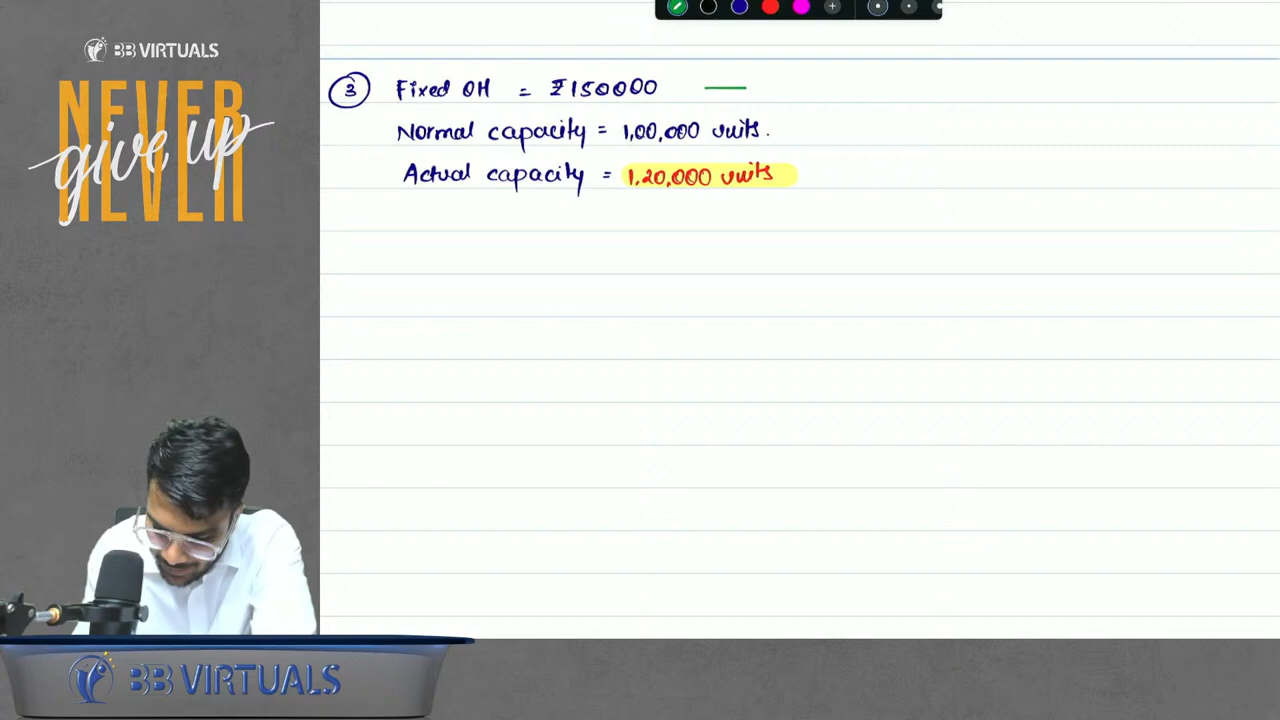 BB VIRTUALS
NEVER
give up
NEVER
3 Fixed OH = ₹150000
Normal capacity = 1,00,000 units.
Actual capacity = 1,20,000 units
BB VIRTUALS